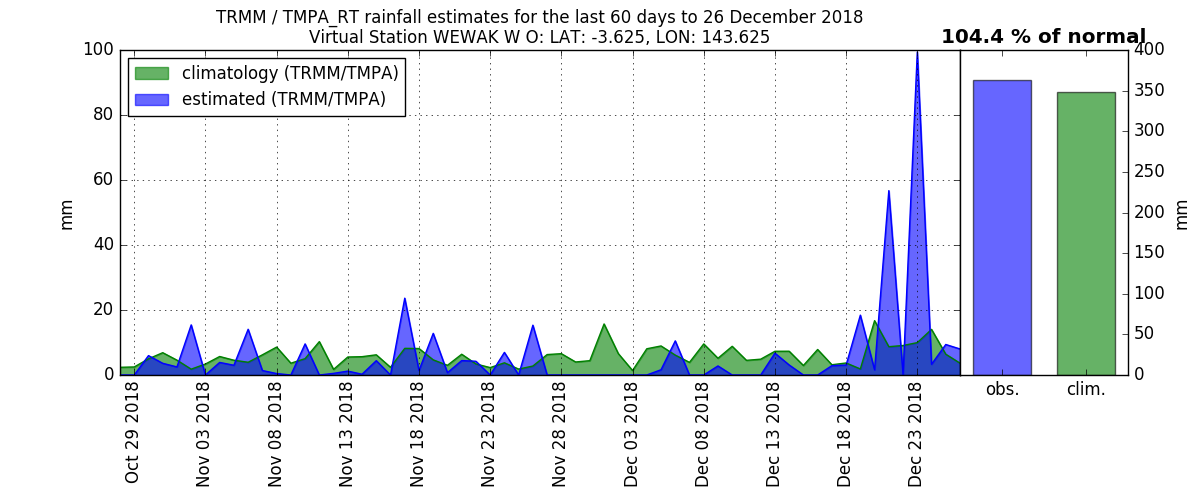 TRMM / TMPA_RT rainfall estimates for the last 60 days to 26 December 2018
Virtual Station WEWAK W O: LAT: -3.625, LON: 143.625
104.4 % of normal
climatology (TRMM/TMPA)
estimated (TRMM/TMPA)
100
80
60
40
20
0
mm
Oct 29 2018
Nov 03 2018
Nov 08 2018
Nov 13 2018
Nov 18 2018
Nov 23 2018
Nov 28 2018
Dec 03 2018
Dec 08 2018
Dec 13 2018
Dec 18 2018
Dec 23 2018
400
350
300
250
200
150
100
50
0
mm
obs.
clim.